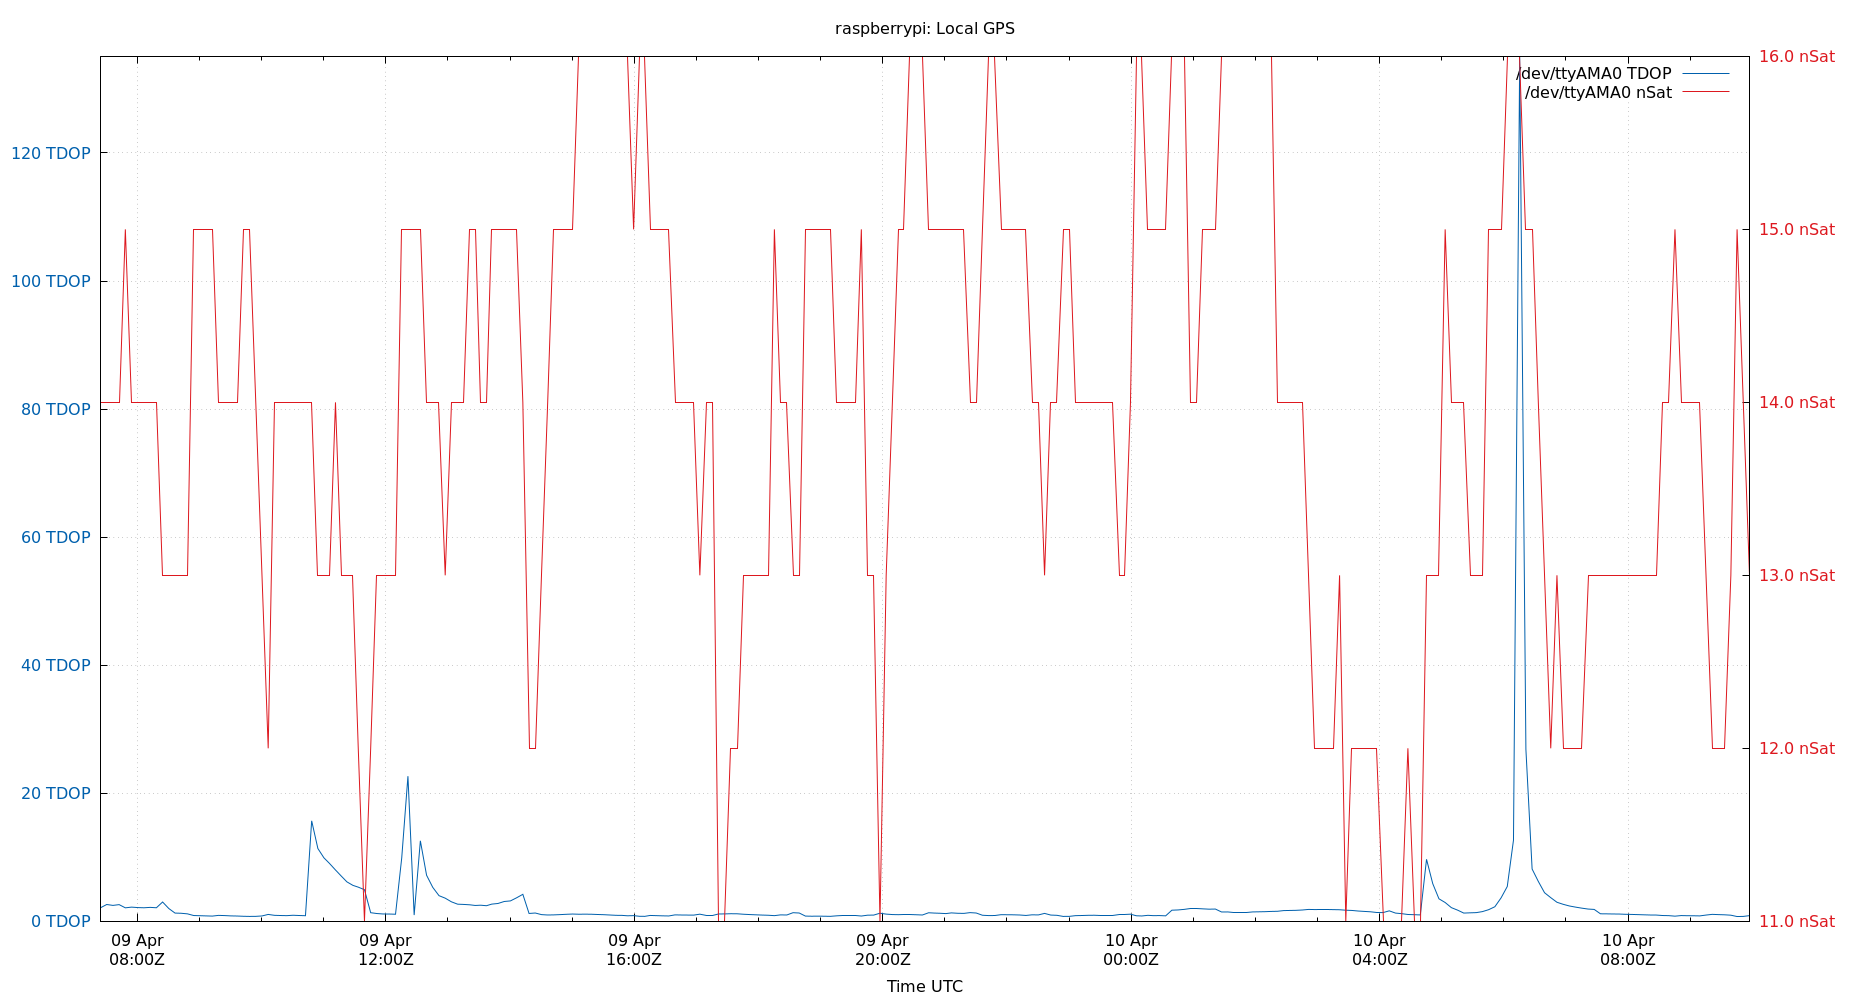 raspberrypi: Local GPS
16.0 nSat
/dev/ttyAMA0 TDOP
/dev/ttyAMA0 nSat
120 TDOP
15.0 nSat
100 TDOP
80 TDOP
14.0 nSat
60 TDOP
13.0 nSat
40 TDOP
12.0 nSat
20 TDOP
0 TDOP
11.0 nSat
09 Apr
08:00Z
09 Apr
12:00Z
09 Apr
16:00Z
09 Apr
20:00Z
10 Apr
00:00Z
10 Apr
04:00Z
10 Apr
08:00Z
Time UTC